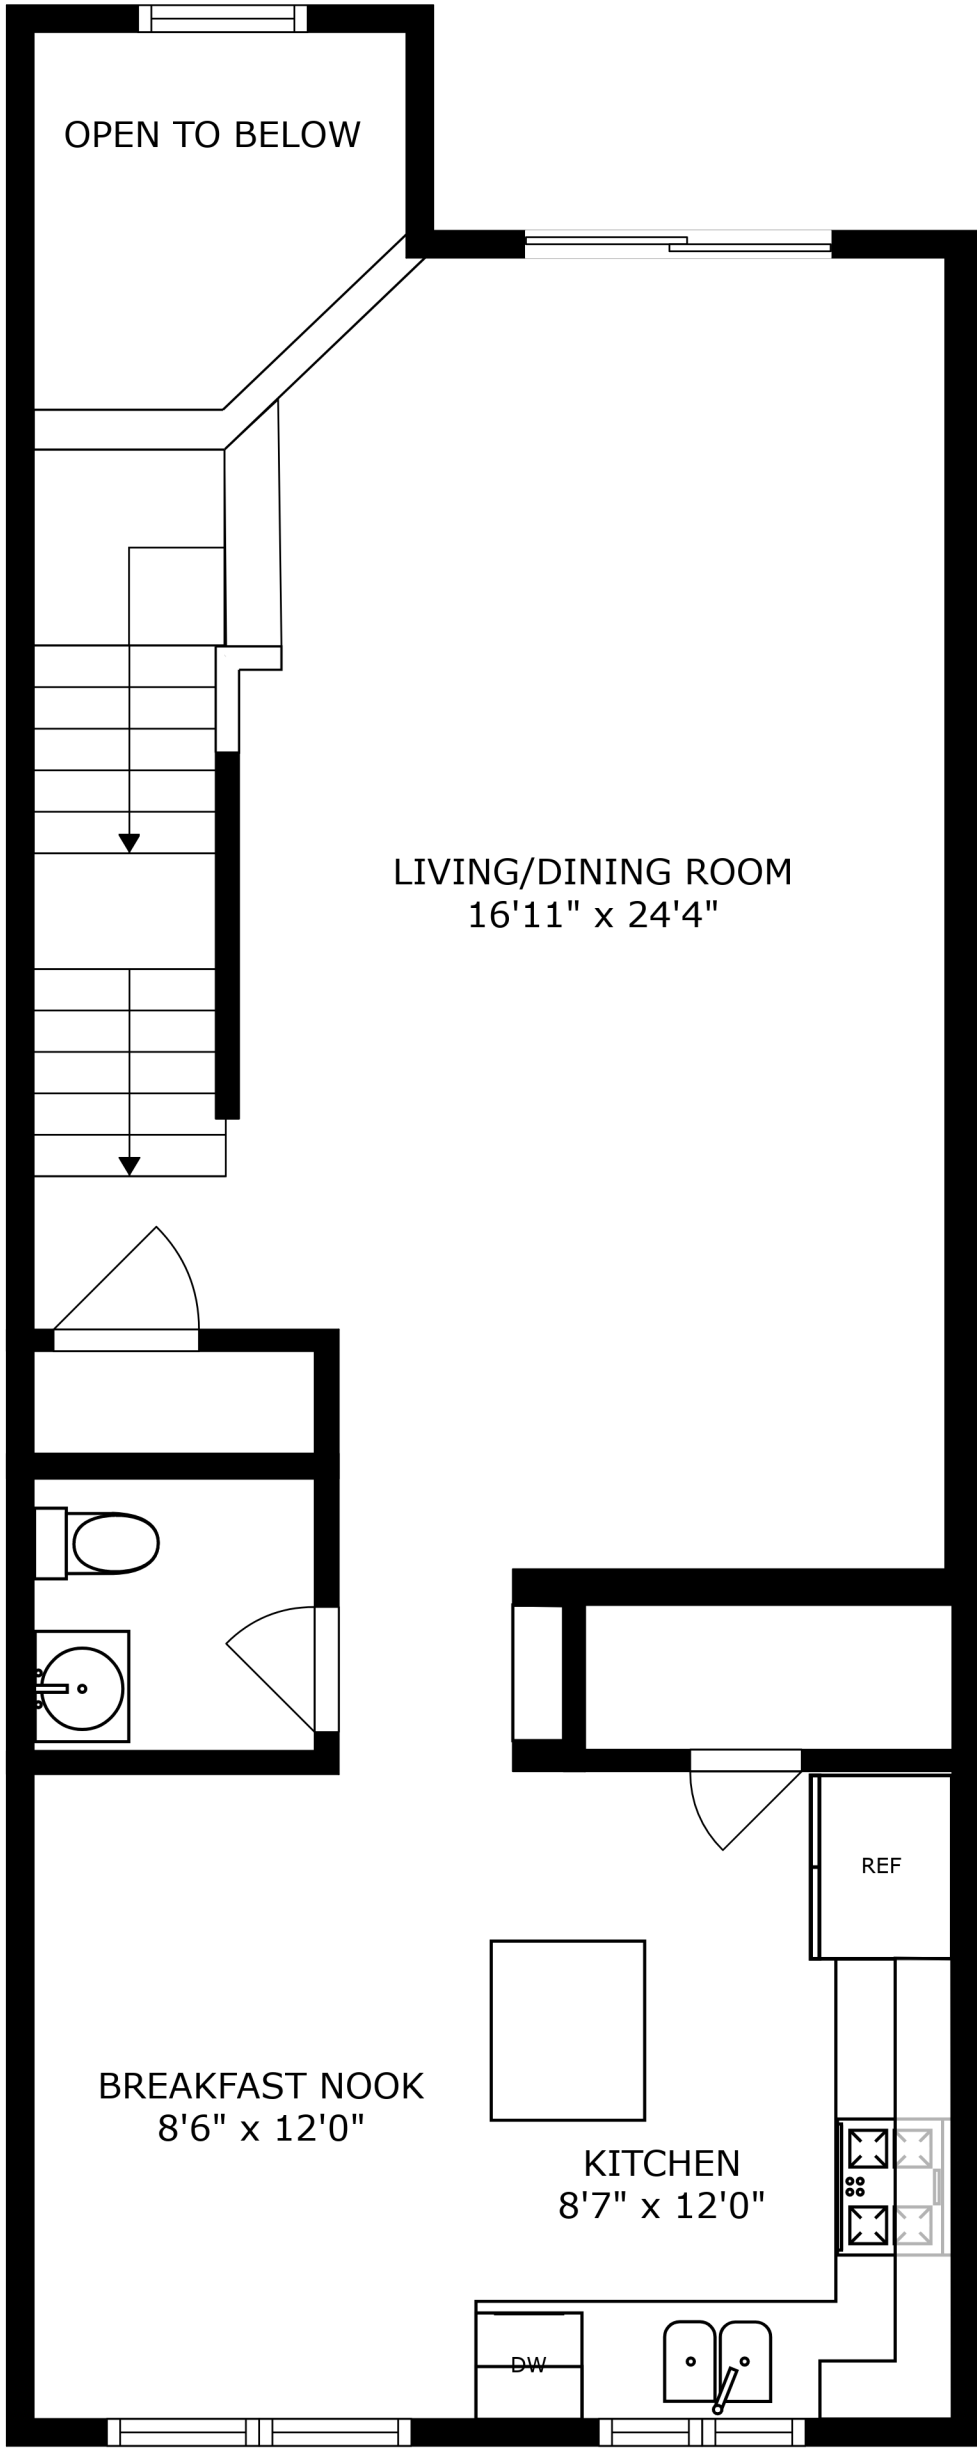 OPEN TO BELOW
LIVING/DINING ROOM
16'11" x 24'4"
REF
BREAKFAST NOOK
8'6" x 12'0"
KITCHEN
8'7" x 12'0"
DW